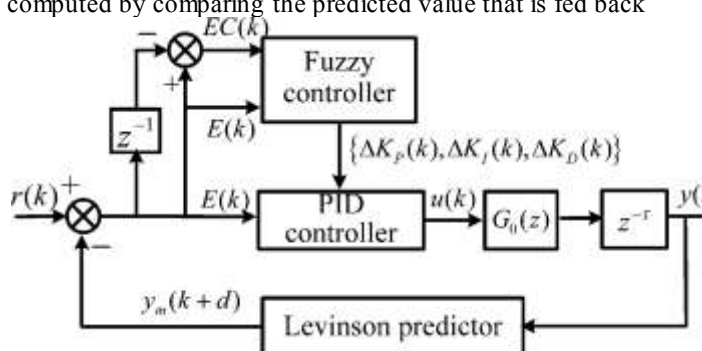 computed by comparing the predicted value that is fed back
EC(k)
−
+
Fuzzy
controller
z⁻¹
E(k)
{ΔK_P(k),ΔK_I(k),ΔK_D(k)}
r(k)
+
−
E(k)
PID
controller
u(k)
G₀(z)
z^{-τ}
y(
y_m(k+d)
Levinson predictor